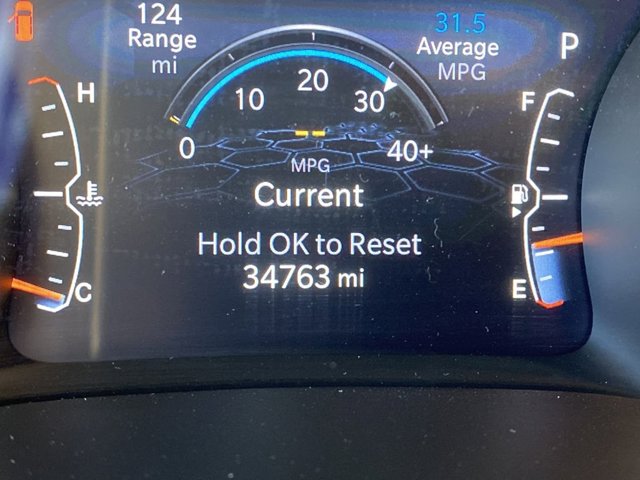 124
Range
mi
31.5
Average
MPG
P
H
F
10
20
30
0
40+
MPG
Current
Hold OK to Reset
34763 mi
C
E